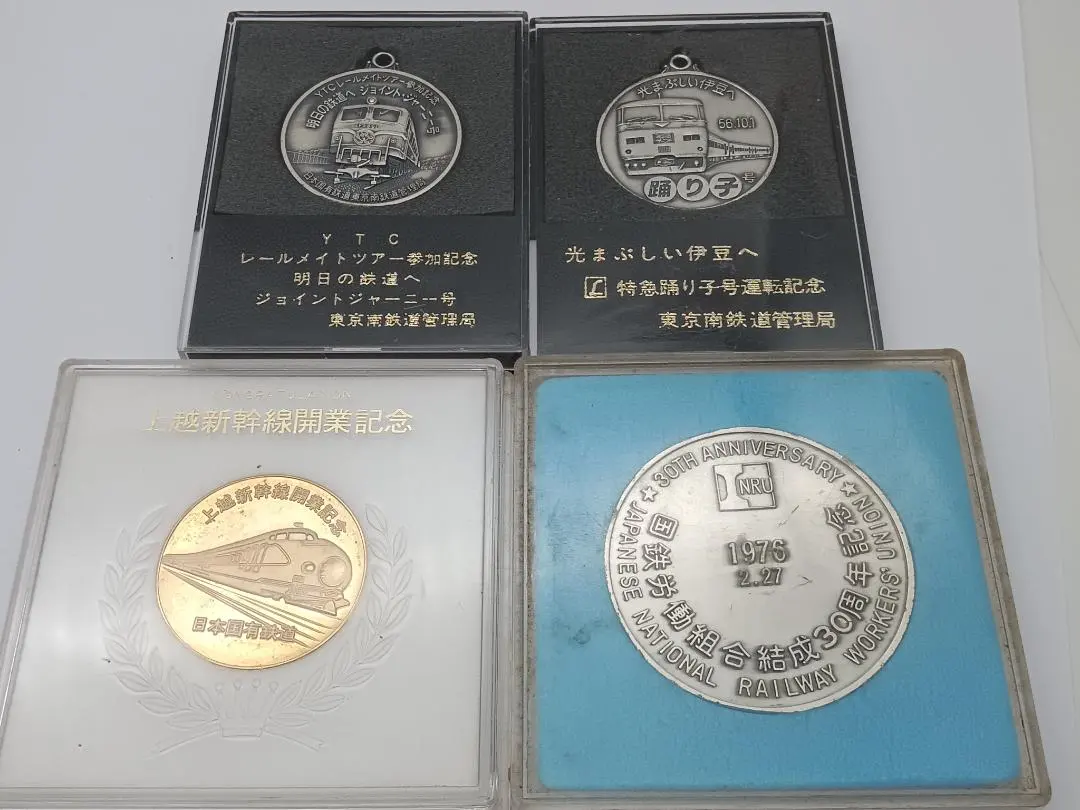 YTCレールメイトツアー参加記念
明日の鉄道へ ジョイント・ジャーニー号
日本国有鉄道東京南鉄道管理局
YTC
レールメイトツアー参加記念
明日の鉄道へ
ジョイントジャーニー号
東京南鉄道管理局
光まぶしい伊豆へ
56.10.1
踊り子号
光まぶしい伊豆へ
L 特急踊り子号運転記念
東京南鉄道管理局
CONGRATULATION
上越新幹線開業記念
上越新幹線開業記念
日本国有鉄道
★ 30TH ANNIVERSARY ★
NRU
1976
2.27
国鉄労働組合結成30周年記念
JAPANESE NATIONAL RAILWAY WORKERS' UNION